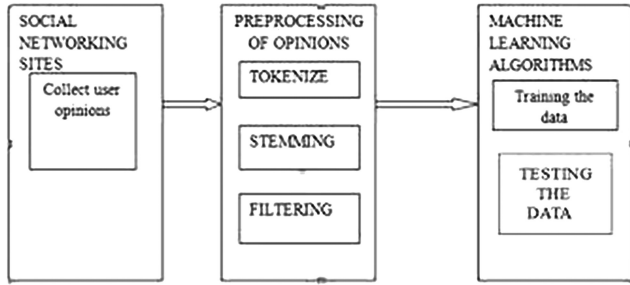 SOCIAL
NETWORKING
SITES
Collect user
opinions
PREPROCESSING
OF OPINIONS
TOKENIZE
STEMMING
FILTERING
MACHINE
LEARNING
ALGORITHMS
Training the
data
TESTING
THE
DATA